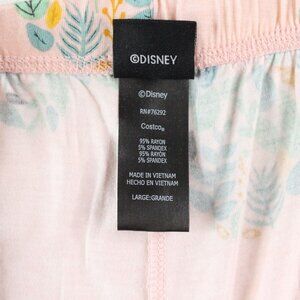 ©DISNEY
©Disney
RN#76292
Costco®
95% RAYON
5% SPANDEX
95% RAYON
5% SPANDEX
MADE IN VIETNAM
HECHO EN VIETNAM
LARGE:GRANDE